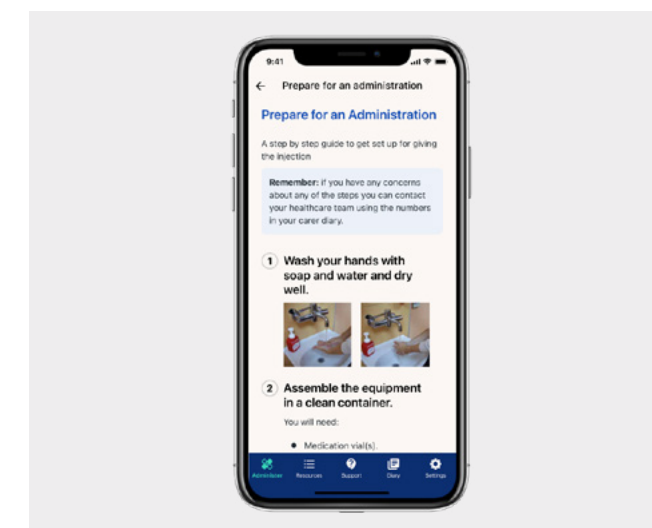 9:41
Prepare for an administration
Prepare for an Administration
A step by step guide to get set up for giving
the injection
Remember: if you have any concerns
about any of the steps you can contact
your healthcare team using the numbers
in your carer diary.
1 Wash your hands with
soap and water and dry
well.
2 Assemble the equipment
in a clean container.
You will need:
• Medication vial(s).
Administer Resources Support Diary Settings